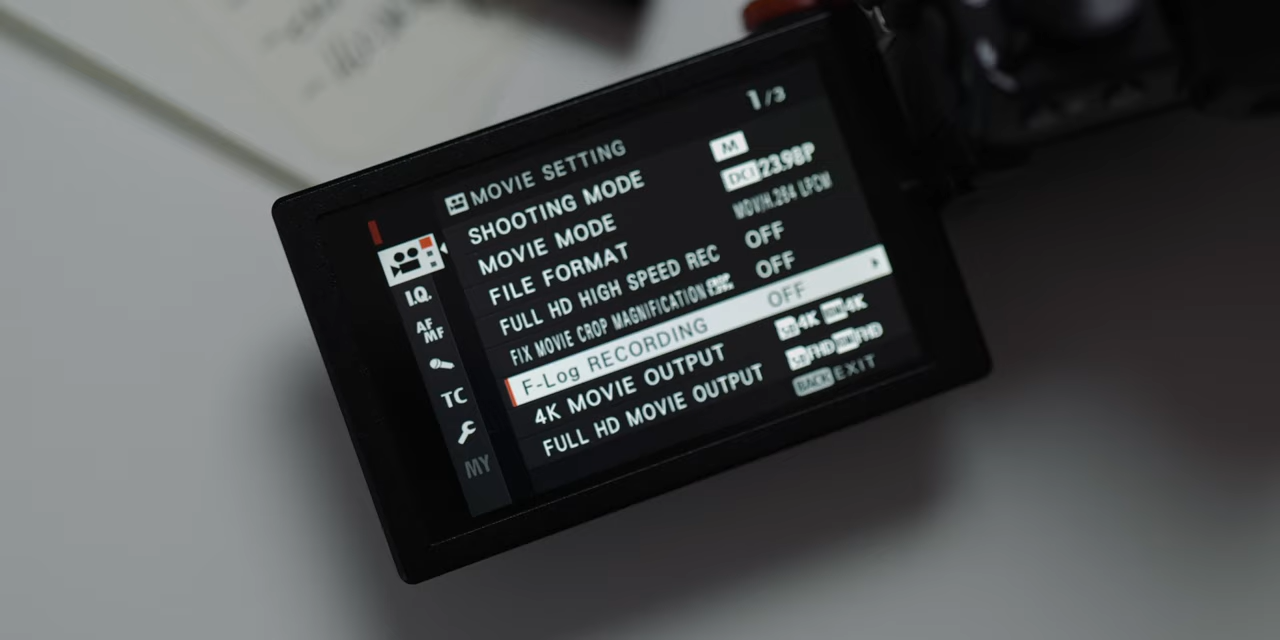 1/3
MOVIE SETTING
SHOOTING MODE M
MOVIE MODE DCI 23.98P
FILE FORMAT MOV/H.264 LPCM
FULL HD HIGH SPEED REC OFF
FIX MOVIE CROP MAGNIFICATION OFF
F-Log RECORDING OFF
4K MOVIE OUTPUT SD 4K 4K
FULL HD MOVIE OUTPUT SD FHD FHD
BACK EXIT
I.Q.
AF
MF
TC
MY